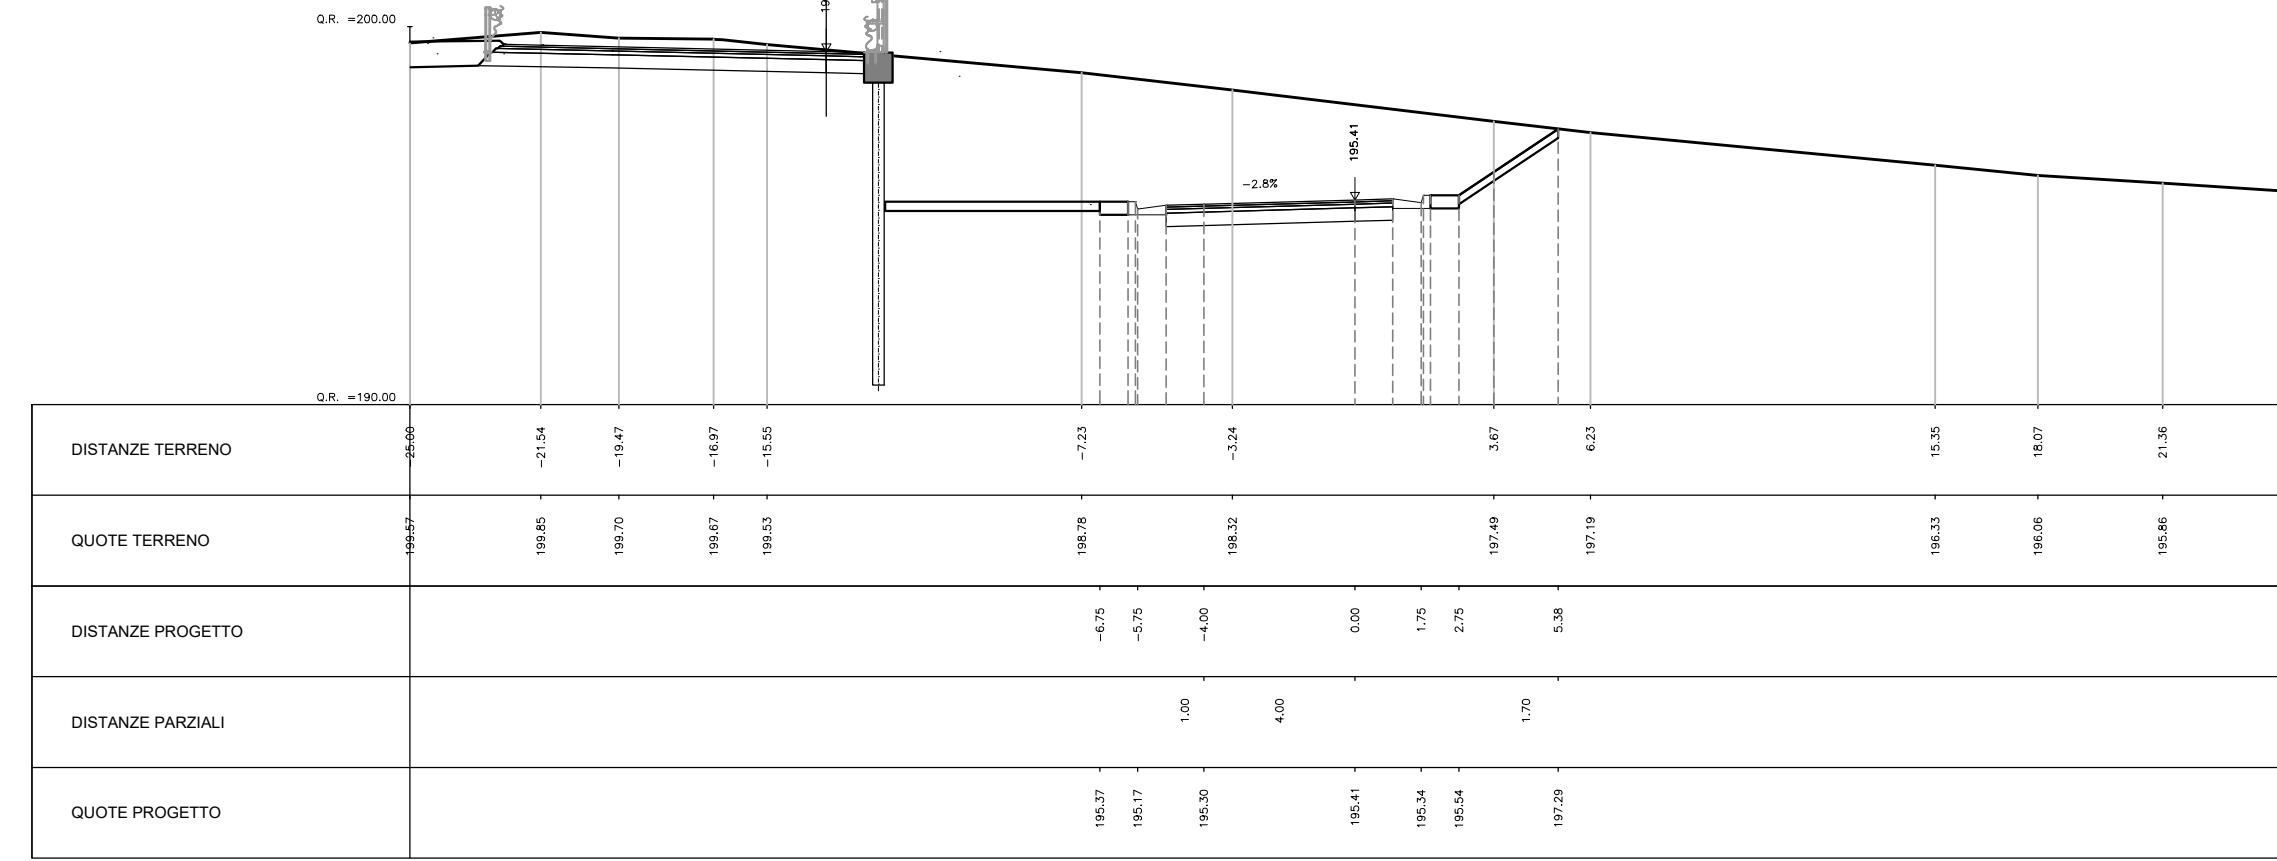 Q.R. =200.00
19
195.41
-2.8%
Q.R. =190.00
DISTANZE TERRENO
-25.00 -21.54 -19.47 -16.97 -15.55 -7.23 -3.24 3.67 6.23 15.35 18.07 21.36
QUOTE TERRENO
199.57 199.85 199.70 199.67 199.53 198.78 198.32 197.49 197.19 196.33 196.06 195.86
DISTANZE PROGETTO
-6.75 -5.75 -4.00 0.00 1.75 2.75 5.38
DISTANZE PARZIALI
1.00 4.00 1.70
QUOTE PROGETTO
195.37 195.17 195.30 195.41 195.34 195.54 197.29